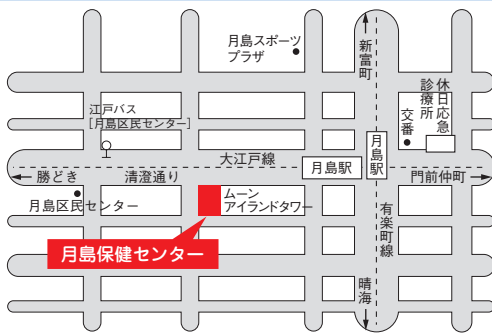 月島スポーツ
プラザ
新富町
休日応急
診療所
交番
江戸バス
[月島区民センター]
大江戸線
月島駅
月島駅
勝どき
清澄通り
門前仲町
月島区民センター
ムーン
アイランドタワー
有楽町線
月島保健センター
晴海